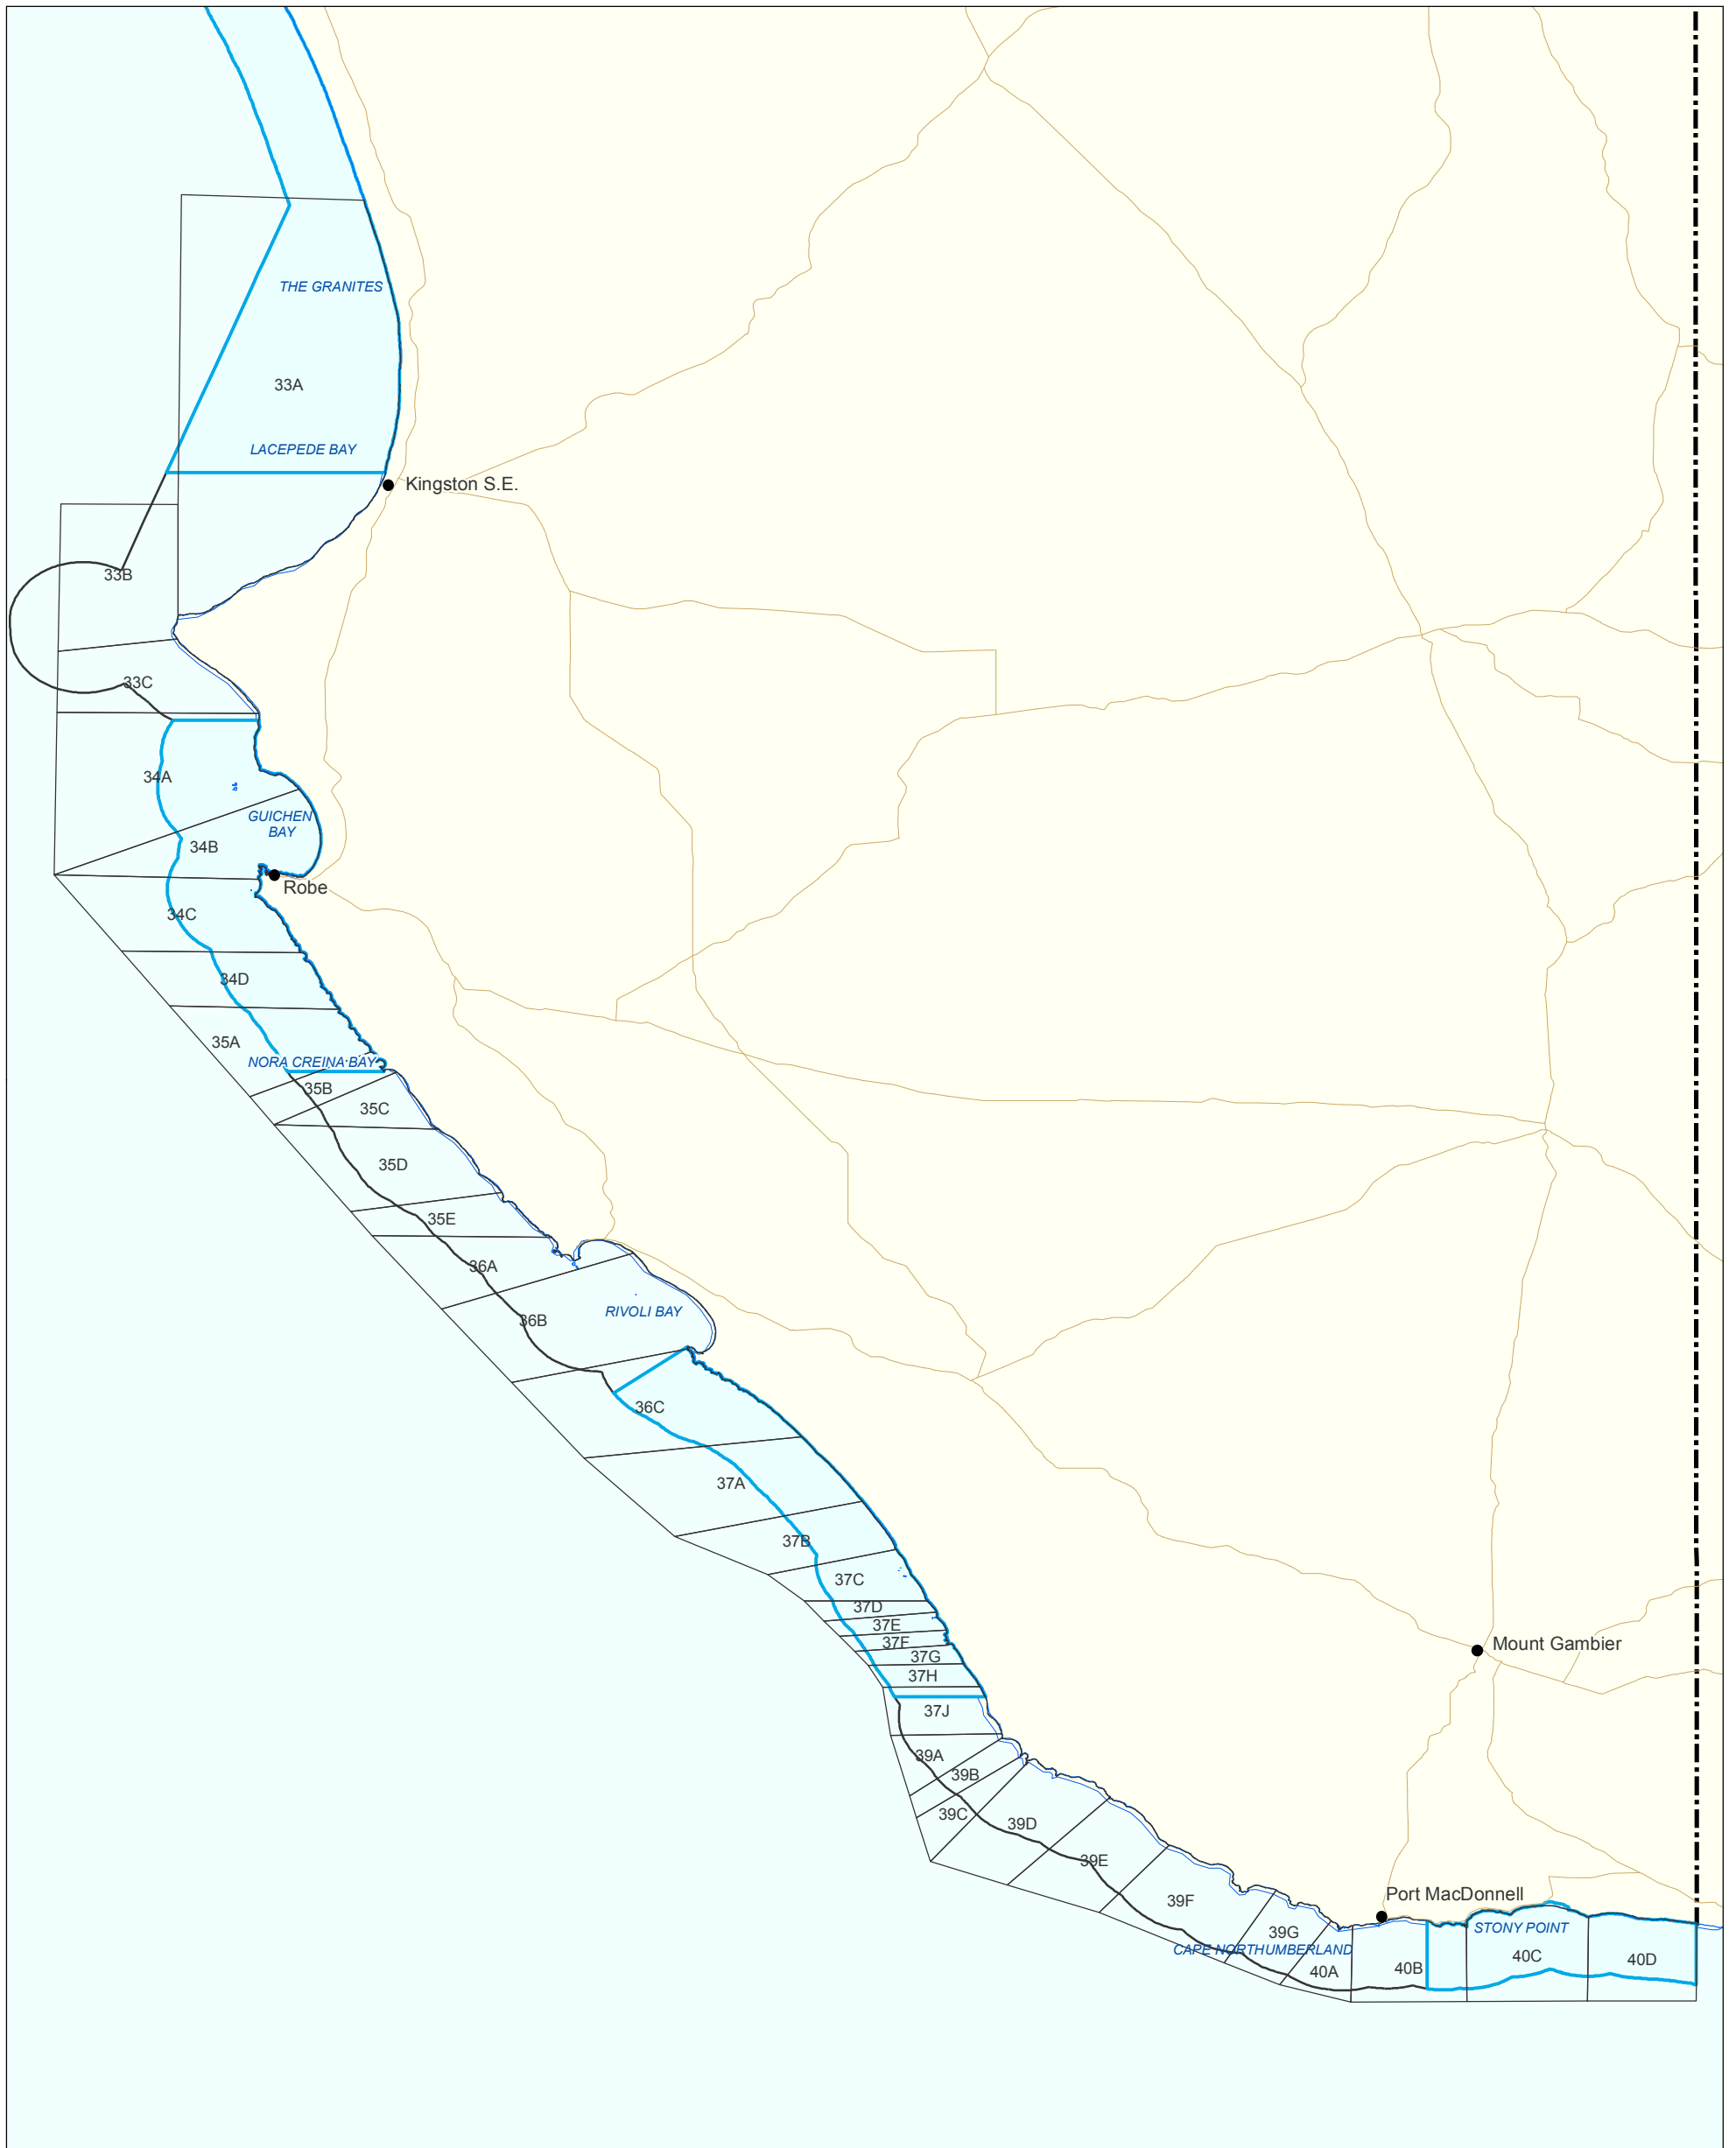 THE GRANITES
33A
LACEPEDE BAY
Kingston S.E.
33B
33C
34A
GUICHEN
BAY
34B
Robe
34C
34D
35A
NORA CREINA BAY
35B
35C
35D
35E
36A
RIVOLI BAY
36B
36C
37A
37B
37C
37D
37E
37F
37G
37H
Mount Gambier
37J
39A
39B
39C
39D
39E
39F
Port MacDonnell
39G
STONY POINT
CAPE NORTHUMBERLAND
40A
40B
40C
40D